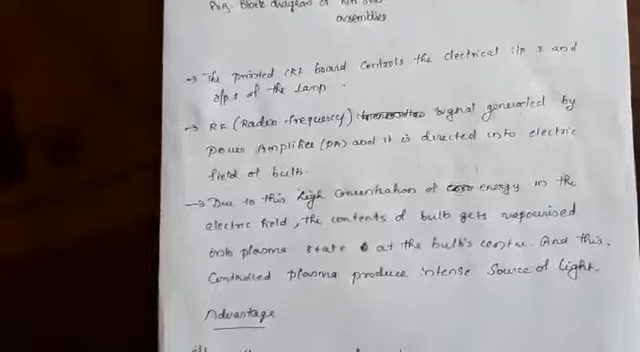 Fig. Block diagram of
assemblies
→ The printed CKt board controls the electrical i/p s and
o/p s of the lamp.
→ RF (Radio frequency) signal generated by
power Amplifier (PA) and it is directed into electric
field of bulb.
→ Due to this high concentration of energy in the
electric field, the contents of bulb gets vapourised
into plasma state at the bulb's centre. And this.
Controlled plasma produce intense source of light.
Advantage